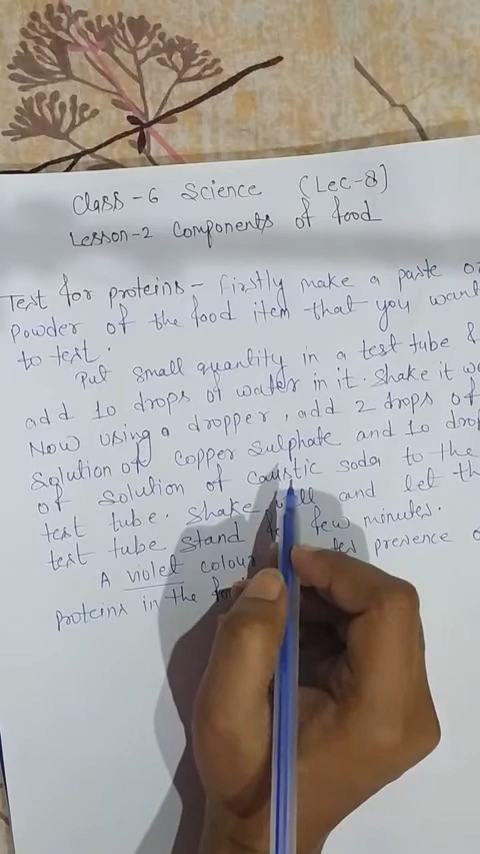 Class-6 Science (Lec-8)
Lesson-2 Components of food
Test for proteins - Firstly make a paste or
powder of the food item that you want
to test.
Put small quantity in a test tube &
add 10 drops of water in it. Shake it
Now using a dropper, add 2 drops of
solution of copper sulphate and 10
of solution of caustic soda to the
test tube. Shake well and let
test tube stand few minutes.
A violet colour presence
proteins in the